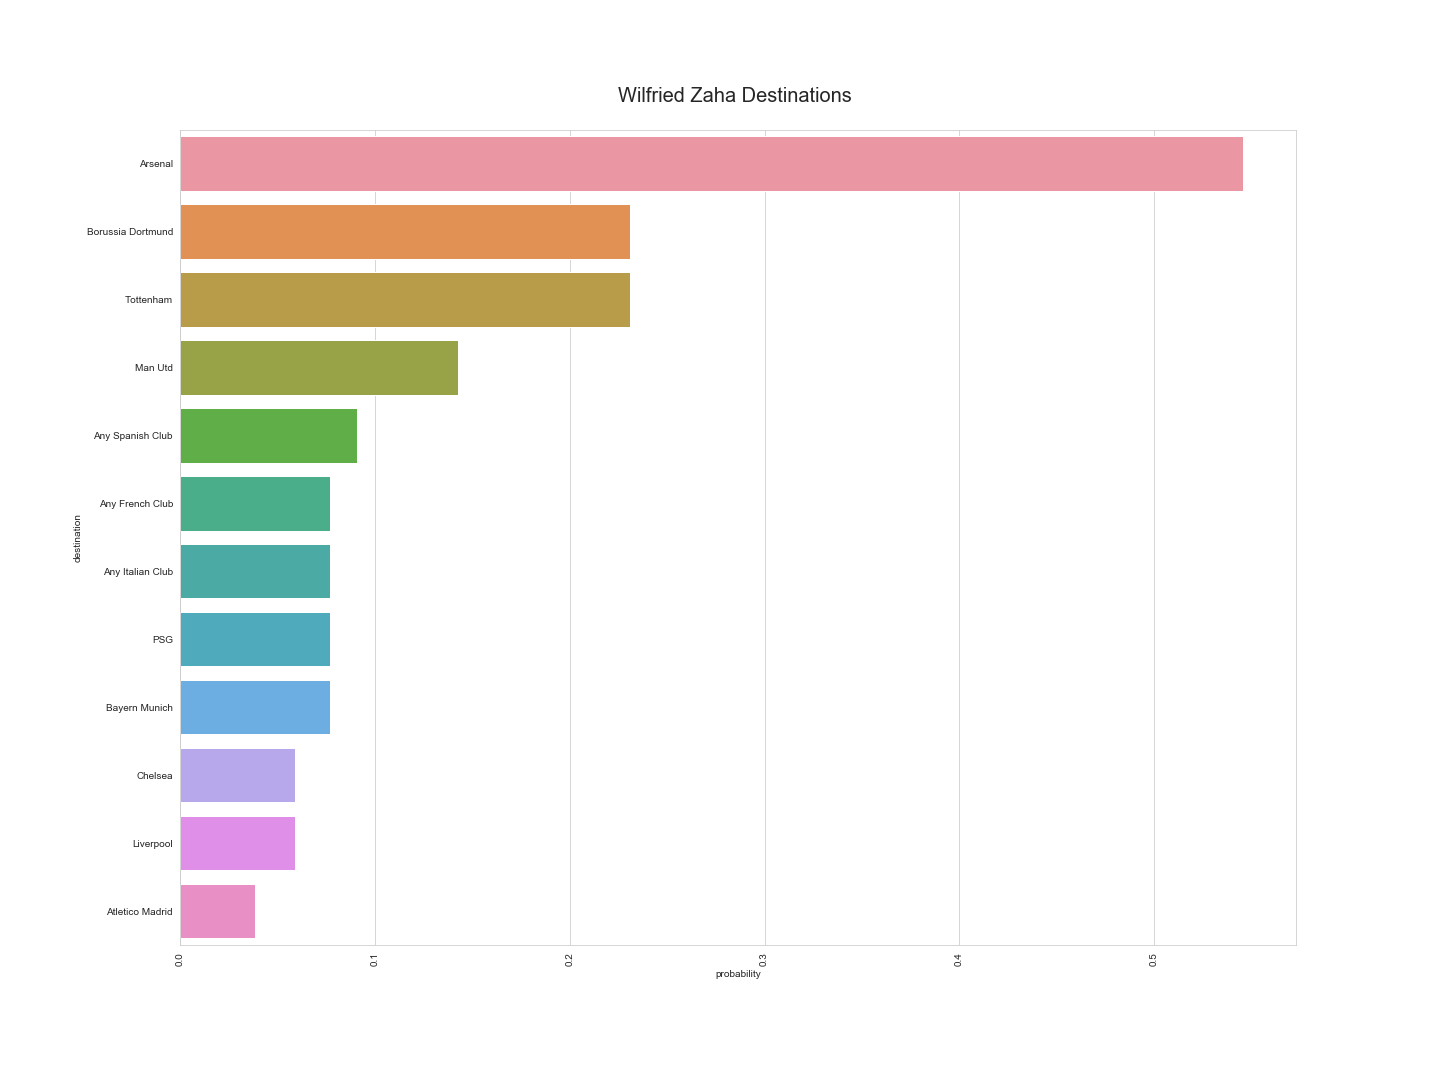 Wilfried Zaha Destinations
Arsenal
Borussia Dortmund
Tottenham
Man Utd
Any Spanish Club
Any French Club
Any Italian Club
PSG
Bayern Munich
Chelsea
Liverpool
Atletico Madrid
destination
0.0
0.1
0.2
0.3
0.4
0.5
probability